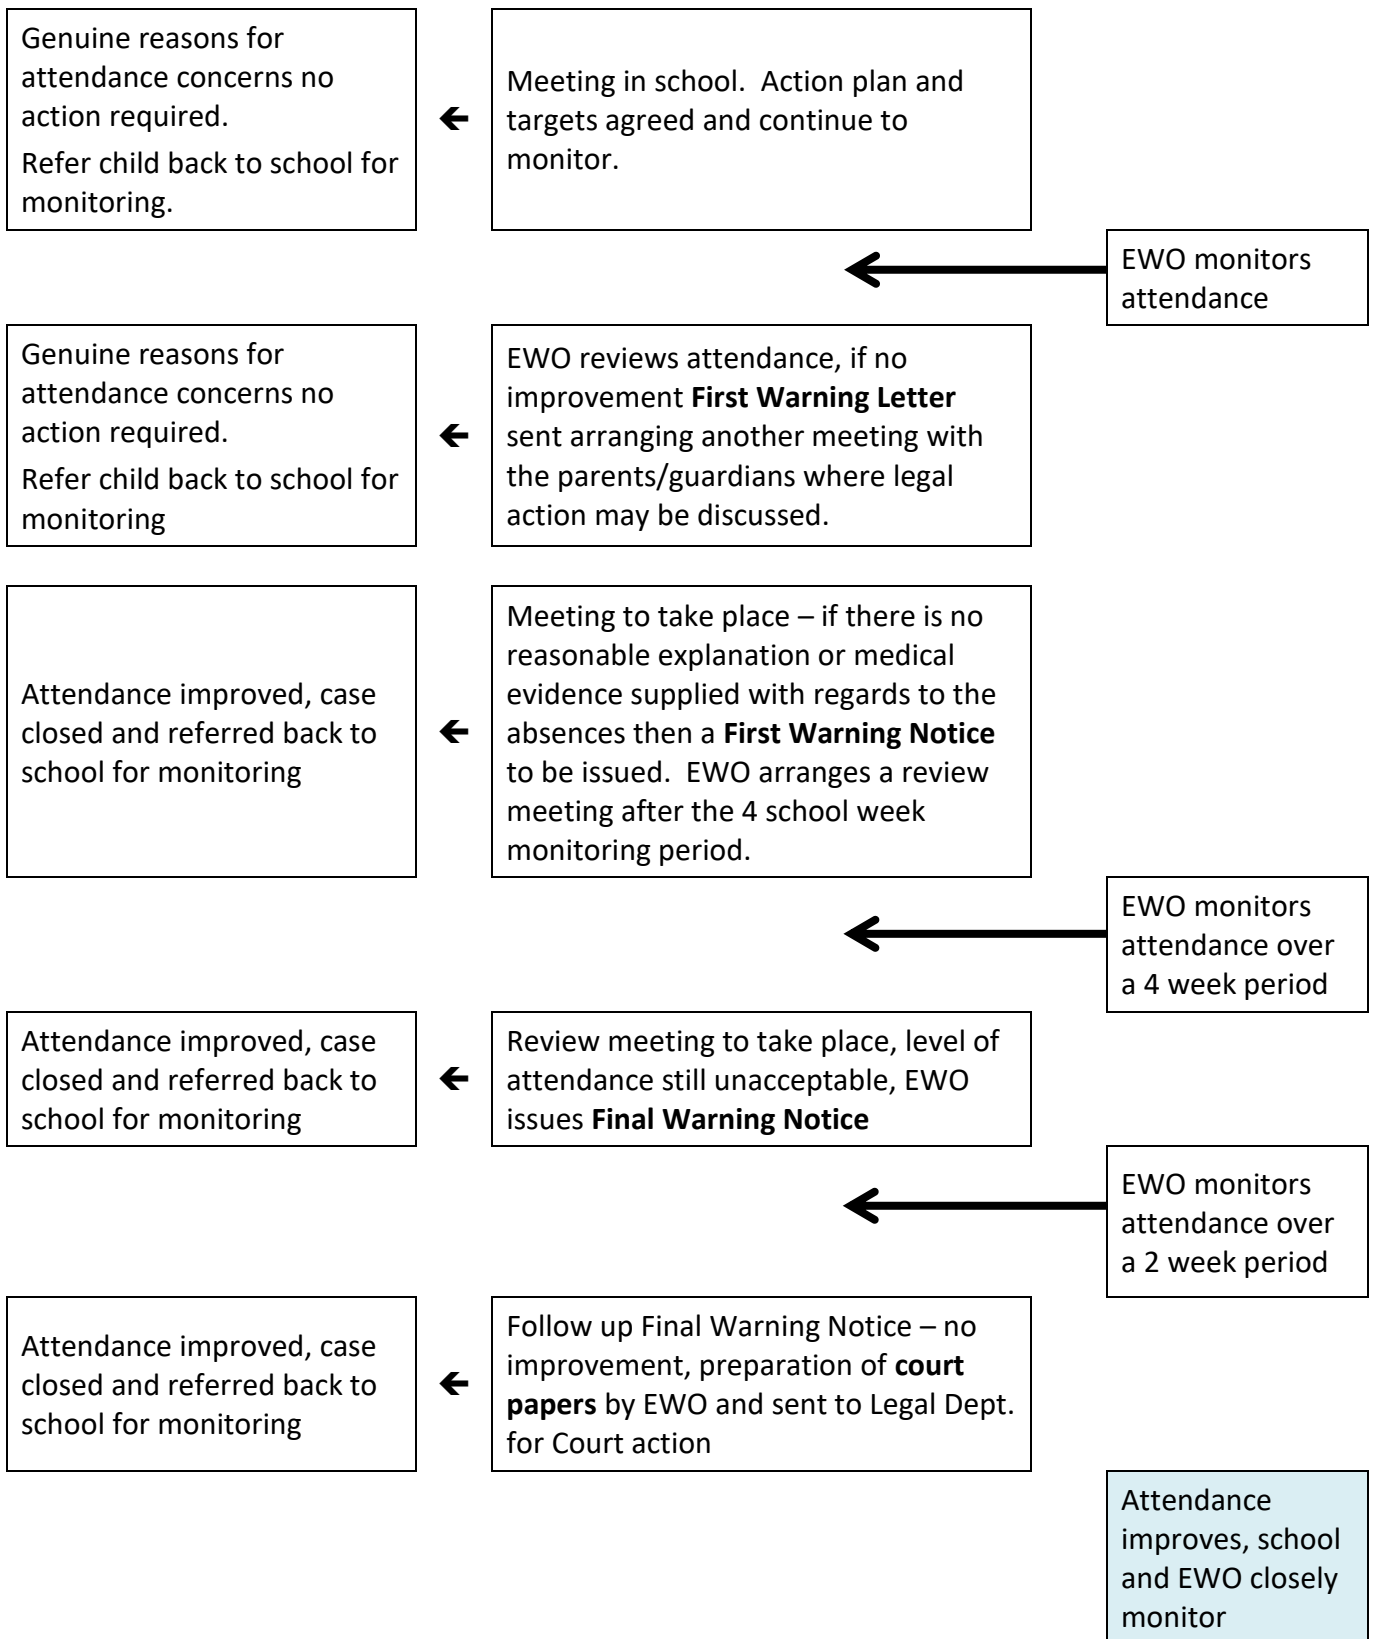 Genuine reasons for
attendance concerns no
action required.
Refer child back to school for
monitoring.
🡸
Meeting in school.  Action plan and
targets agreed and continue to
monitor.
EWO monitors
attendance
Genuine reasons for
attendance concerns no
action required.
Refer child back to school for
monitoring
🡸
EWO reviews attendance, if no
improvement First Warning Letter
sent arranging another meeting with
the parents/guardians where legal
action may be discussed.
Attendance improved, case
closed and referred back to
school for monitoring
🡸
Meeting to take place – if there is no
reasonable explanation or medical
evidence supplied with regards to the
absences then a First Warning Notice
to be issued.  EWO arranges a review
meeting after the 4 school week
monitoring period.
EWO monitors
attendance over
a 4 week period
Attendance improved, case
closed and referred back to
school for monitoring
🡸
Review meeting to take place, level of
attendance still unacceptable, EWO
issues Final Warning Notice
EWO monitors
attendance over
a 2 week period
Attendance improved, case
closed and referred back to
school for monitoring
🡸
Follow up Final Warning Notice – no
improvement, preparation of court
papers by EWO and sent to Legal Dept.
for Court action
Attendance
improves, school
and EWO closely
monitor